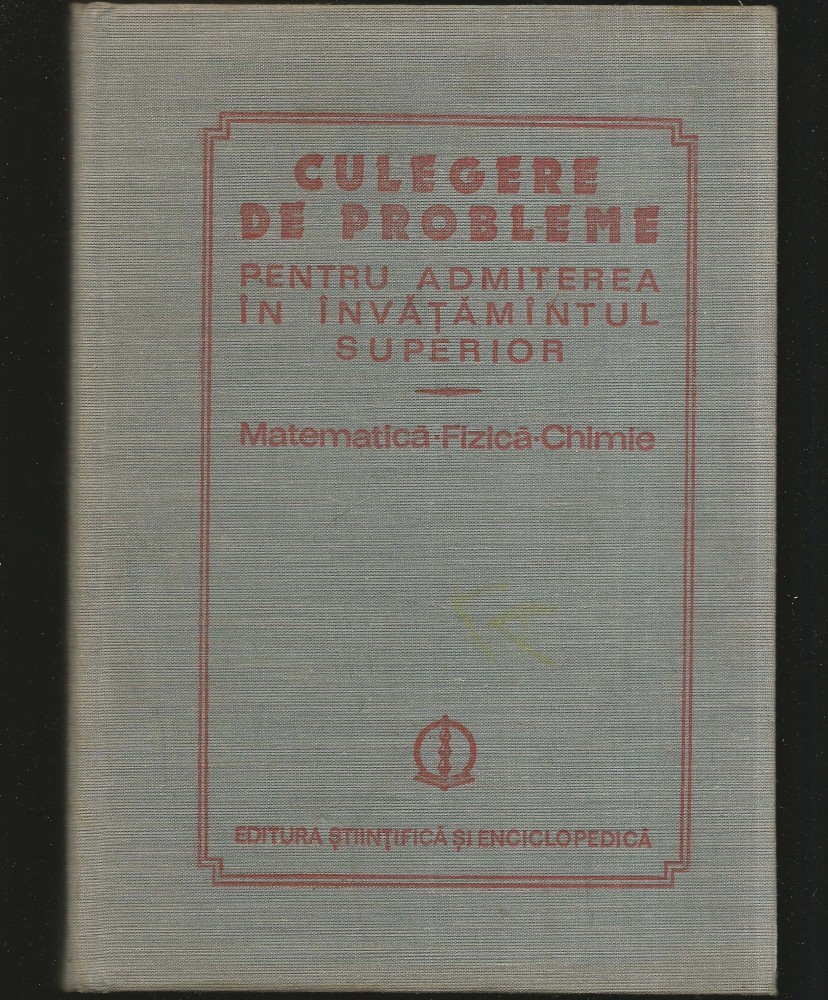 CULEGERE
DE PROBLEME
PENTRU ADMITEREA
ÎN ÎNVĂȚĂMÎNTUL
SUPERIOR
Matematică·Fizică·Chimie
EDITURA ȘTIINȚIFICĂ ȘI ENCICLOPEDICĂ